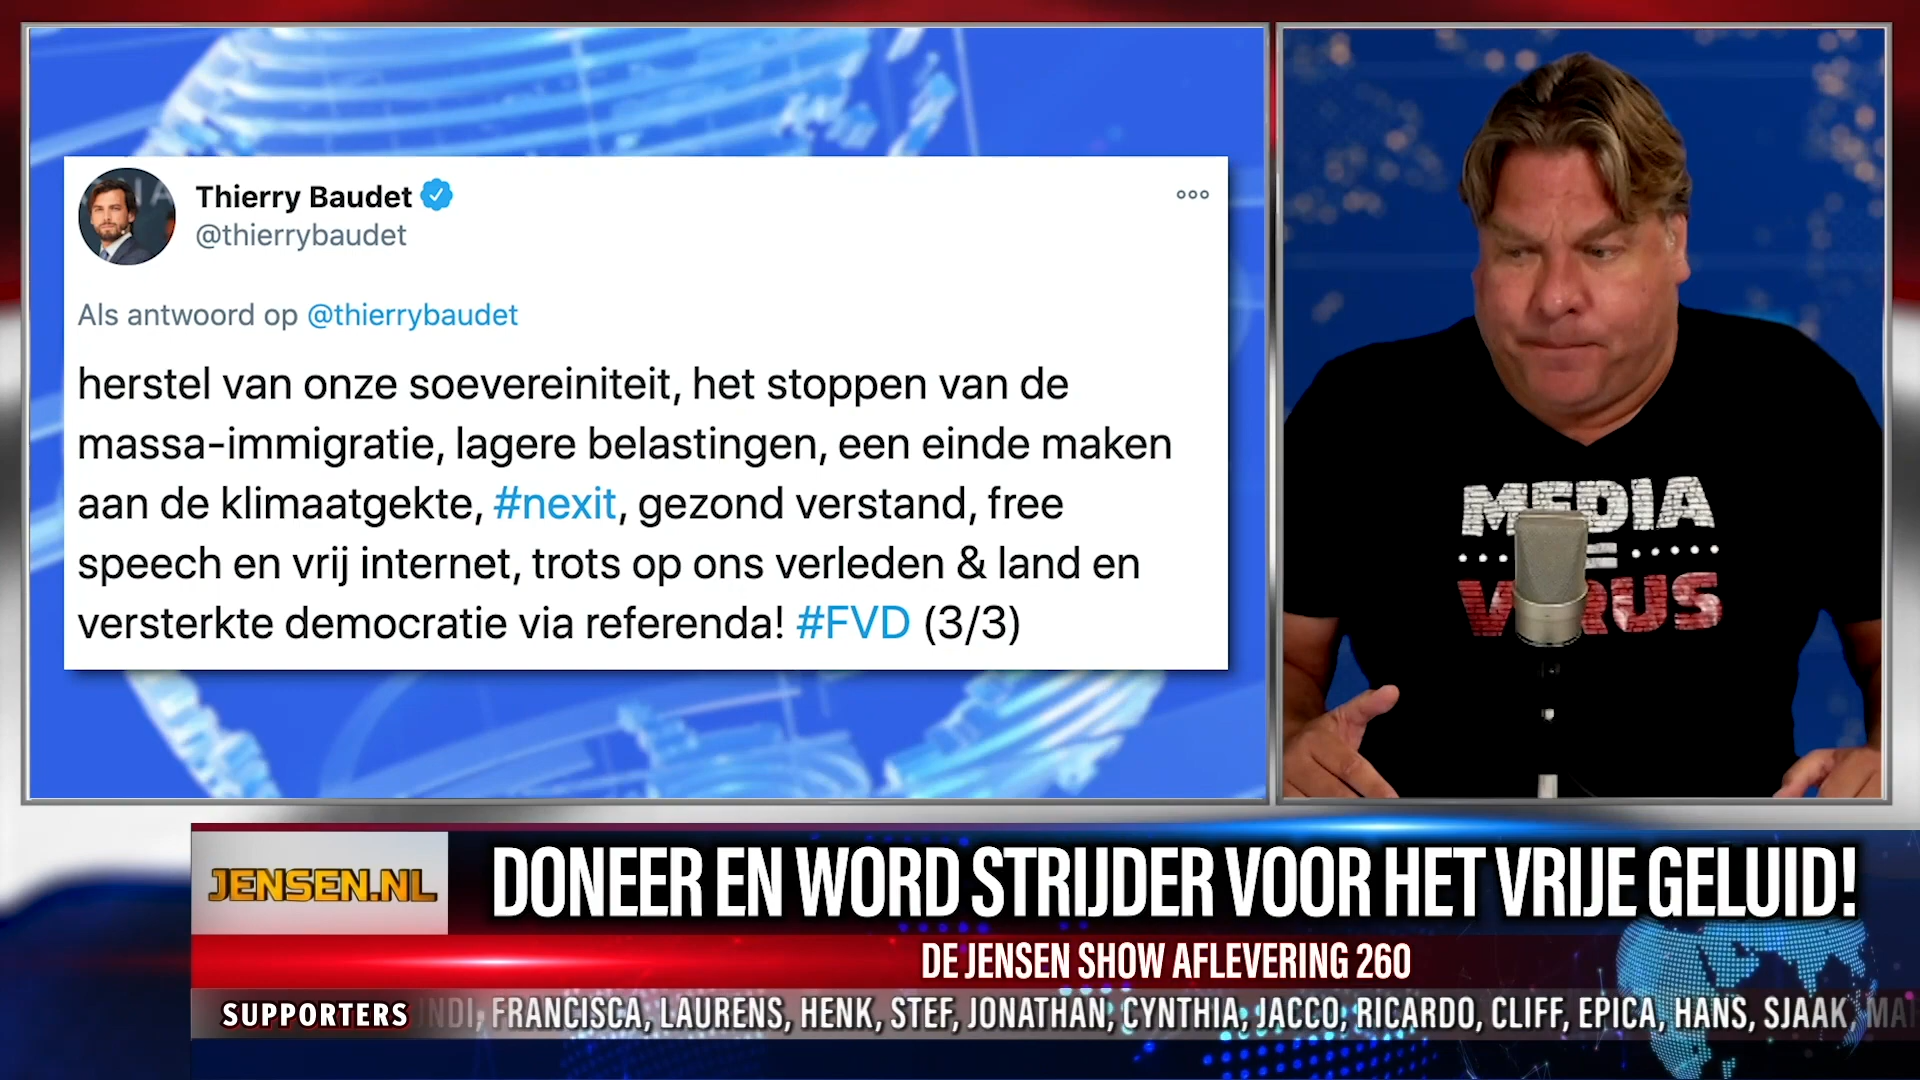 Thierry Baudet
@thierrybaudet
Als antwoord op @thierrybaudet
herstel van onze soevereiniteit, het stoppen van de
massa-immigratie, lagere belastingen, een einde maken
aan de klimaatgekte, #nexit, gezond verstand, free
speech en vrij internet, trots op ons verleden & land en
versterkte democratie via referenda! #FVD (3/3)
MEDIA
VIRUS
JENSEN.NL
DONEER EN WORD STRIJDER VOOR HET VRIJE GELUID!
DE JENSEN SHOW AFLEVERING 260
SUPPORTERS
FRANCISCA, LAURENS, HENK, STEF, JONATHAN, CYNTHIA, JACCO, RICARDO, CLIFF, EPICA, HANS, SJAAK,